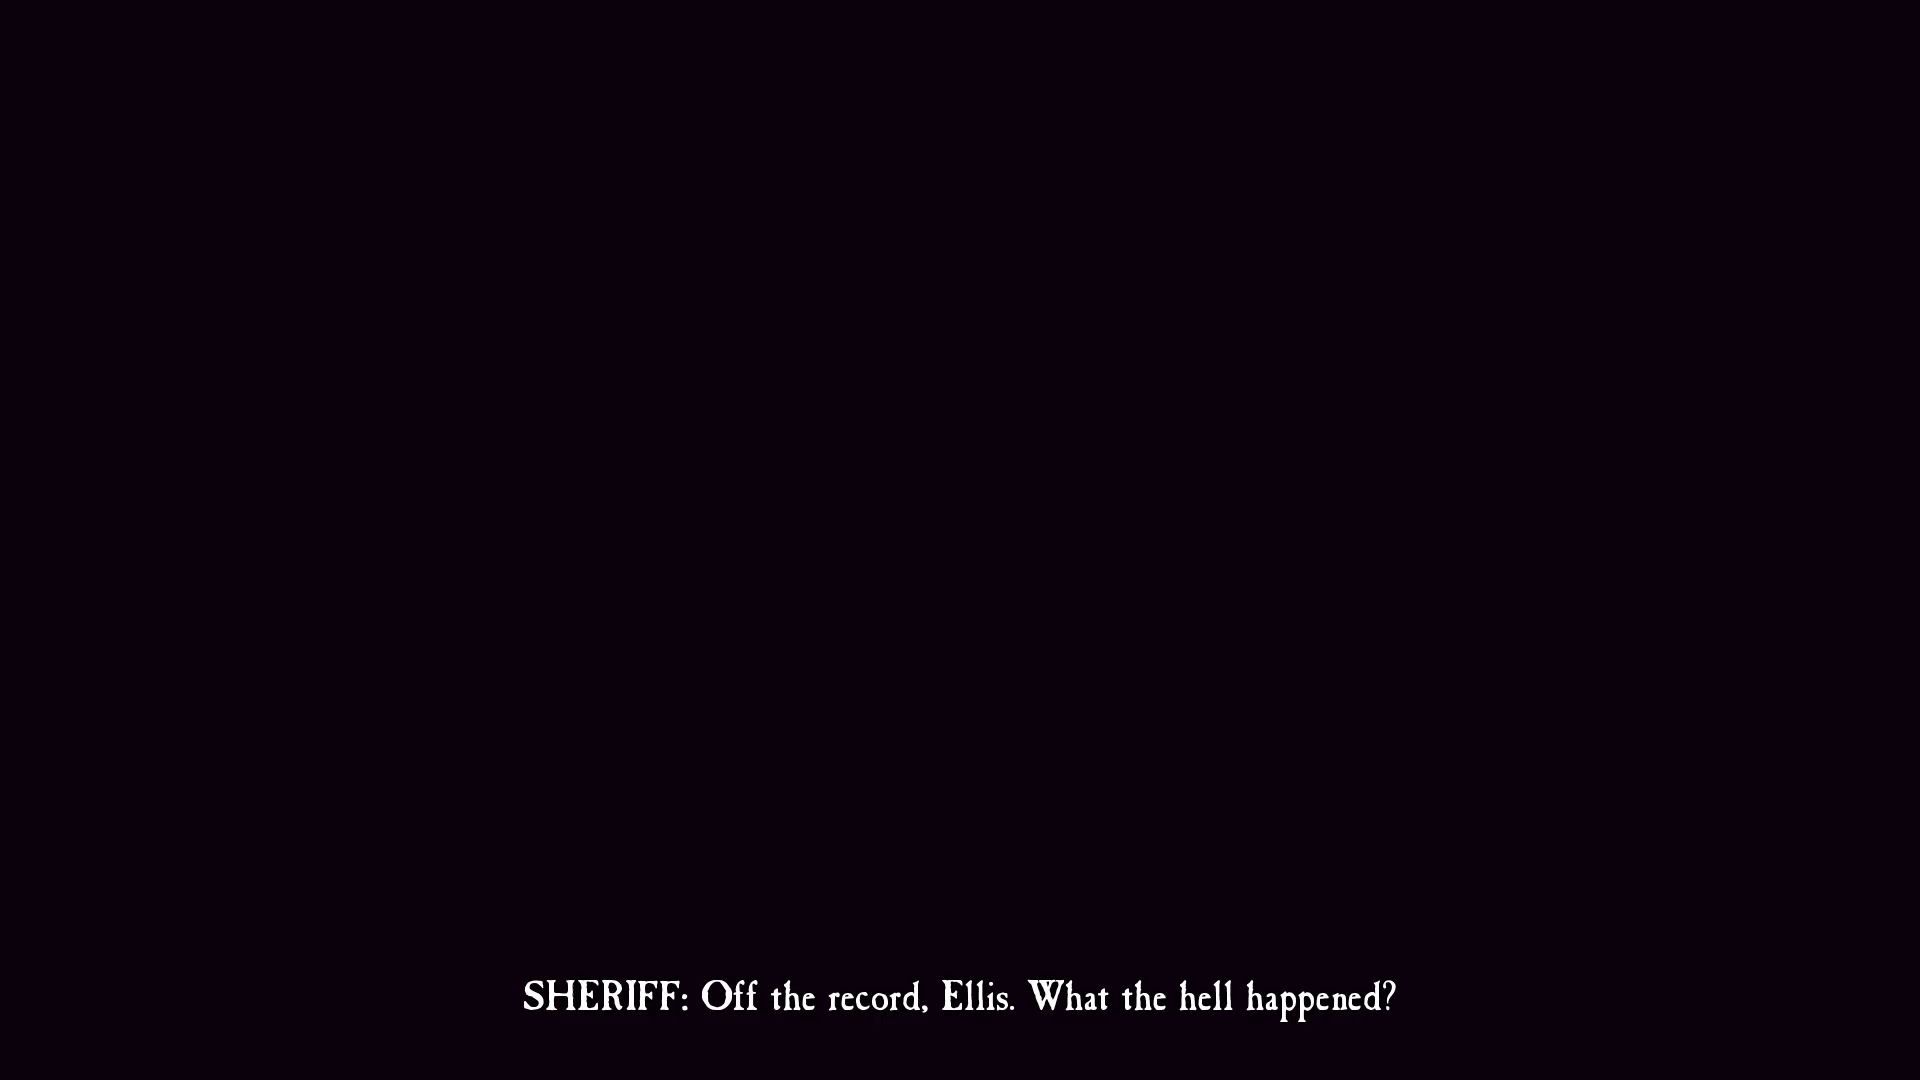 SHERIFF: Off the record, Ellis. What the hell happened?